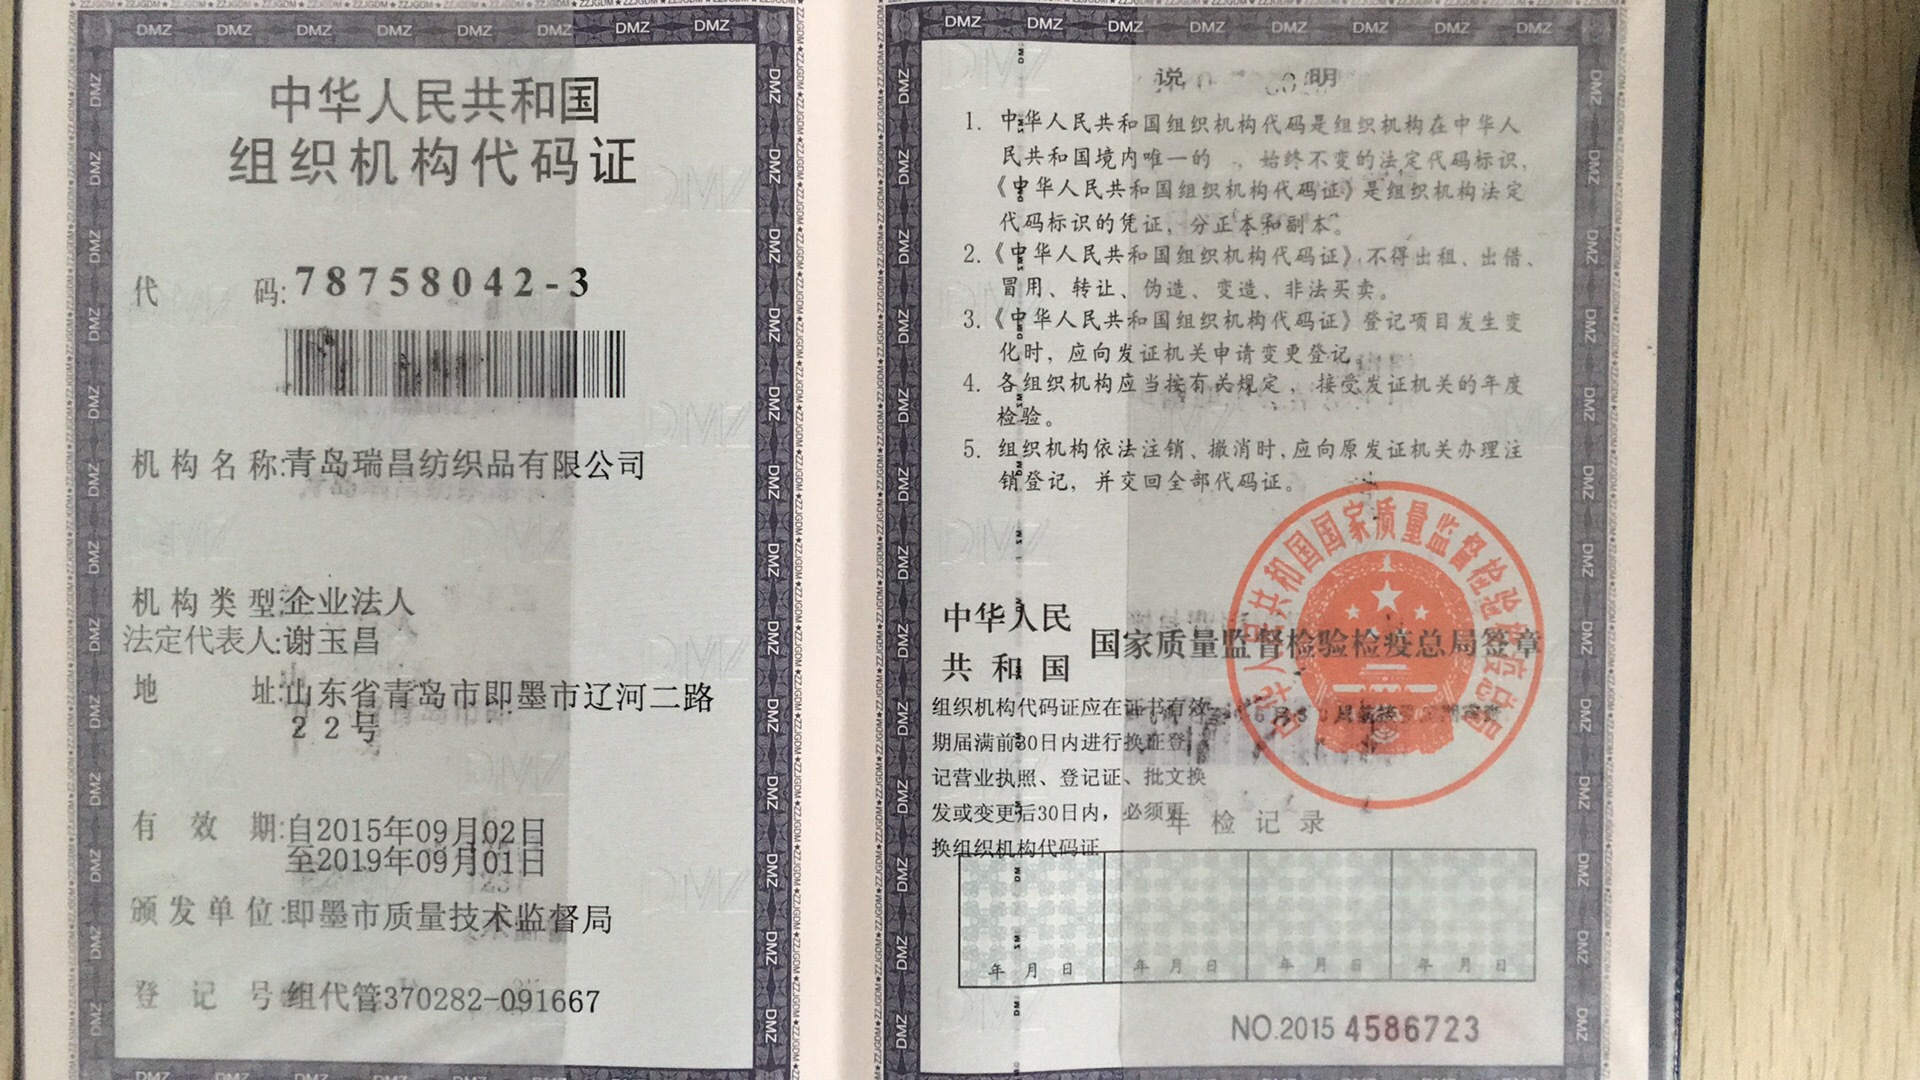 中华人民共和国
组织机构代码证
代 码:78758042-3
机构名称:青岛瑞昌纺织品有限公司
机构类型:企业法人
法定代表人:谢玉昌
地 址:山东省青岛市即墨市辽河二路
22号
有 效 期:自2015年09月02日
至2019年09月01日
颁发单位:即墨市质量技术监督局
登 记 号:组代管370282-091667
说 明
1. 中华人民共和国组织机构代码是组织机构在中华人
民共和国境内唯一的、始终不变的法定代码标识,
《中华人民共和国组织机构代码证》是组织机构法定
代码标识的凭证,分正本和副本。
2.《中华人民共和国组织机构代码证》不得出租、出借、
冒用、转让、伪造、变造、非法买卖。
3.《中华人民共和国组织机构代码证》登记项目发生变
化时,应向发证机关申请变更登记。
4. 各组织机构应当按有关规定,接受发证机关的年度
检验。
5. 组织机构依法注销、撤消时,应向原发证机关办理注
销登记,并交回全部代码证。
中华人民
共和国
国家质量监督检验检疫总局签章
中华人民共和国国家质量监督检验检疫总局
组织机构代码证应在证书有效
期届满前30日内进行换证登
记营业执照、登记证、批文换
发或变更后30日内,必须更
换组织机构代码证
年检记录
年 月 日 年 月 日 年 月 日 年 月 日
NO.2015 4586723